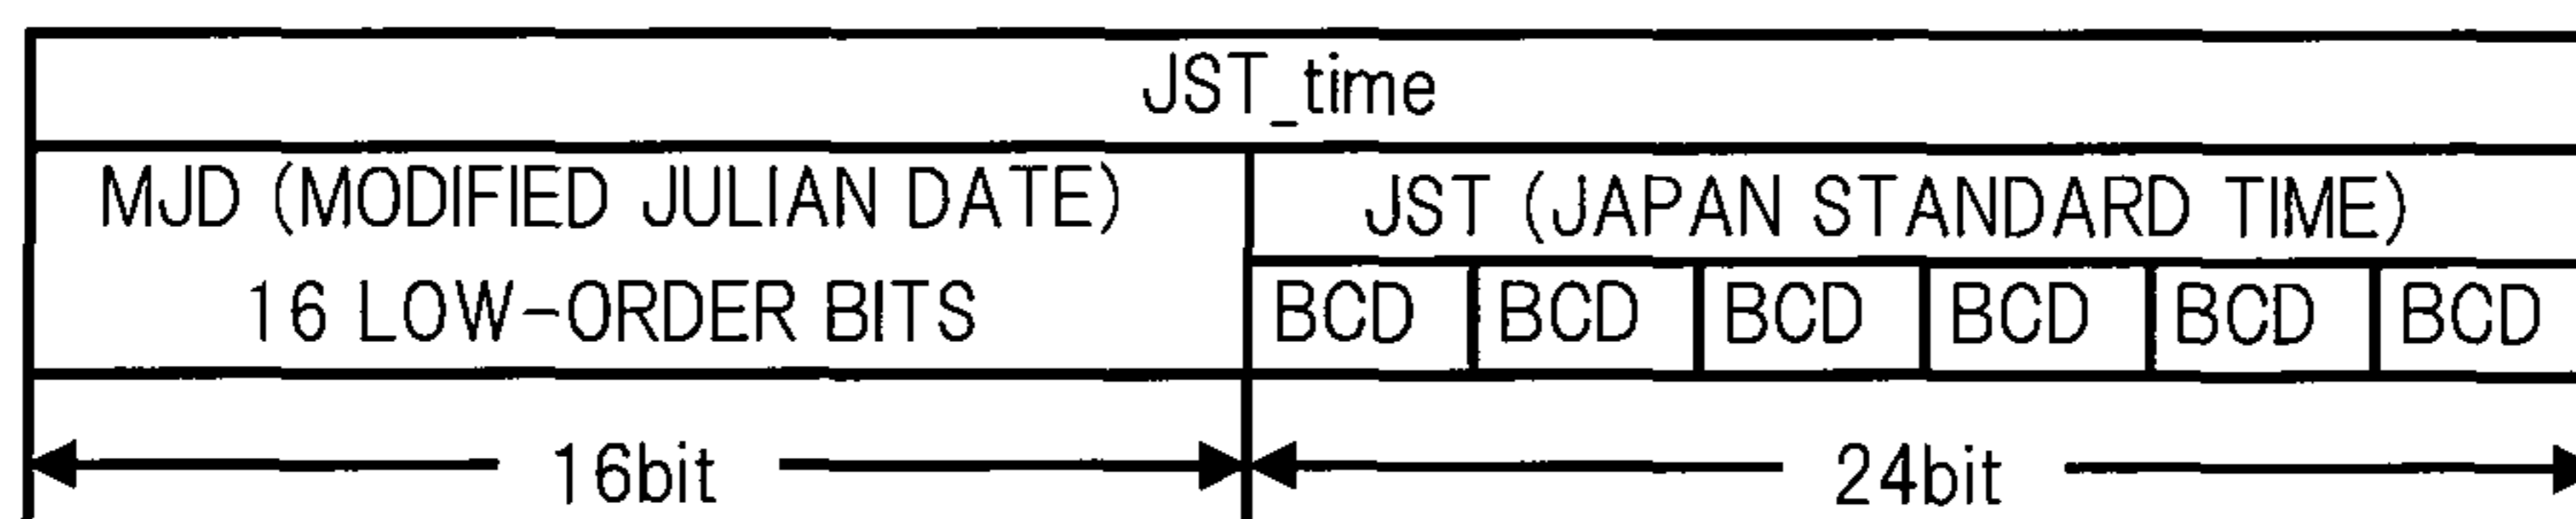 JST_time
MJD (MODIFIED JULIAN DATE)
16 LOW-ORDER BITS
JST (JAPAN STANDARD TIME)
BCD BCD BCD BCD BCD BCD
16bit 24bit